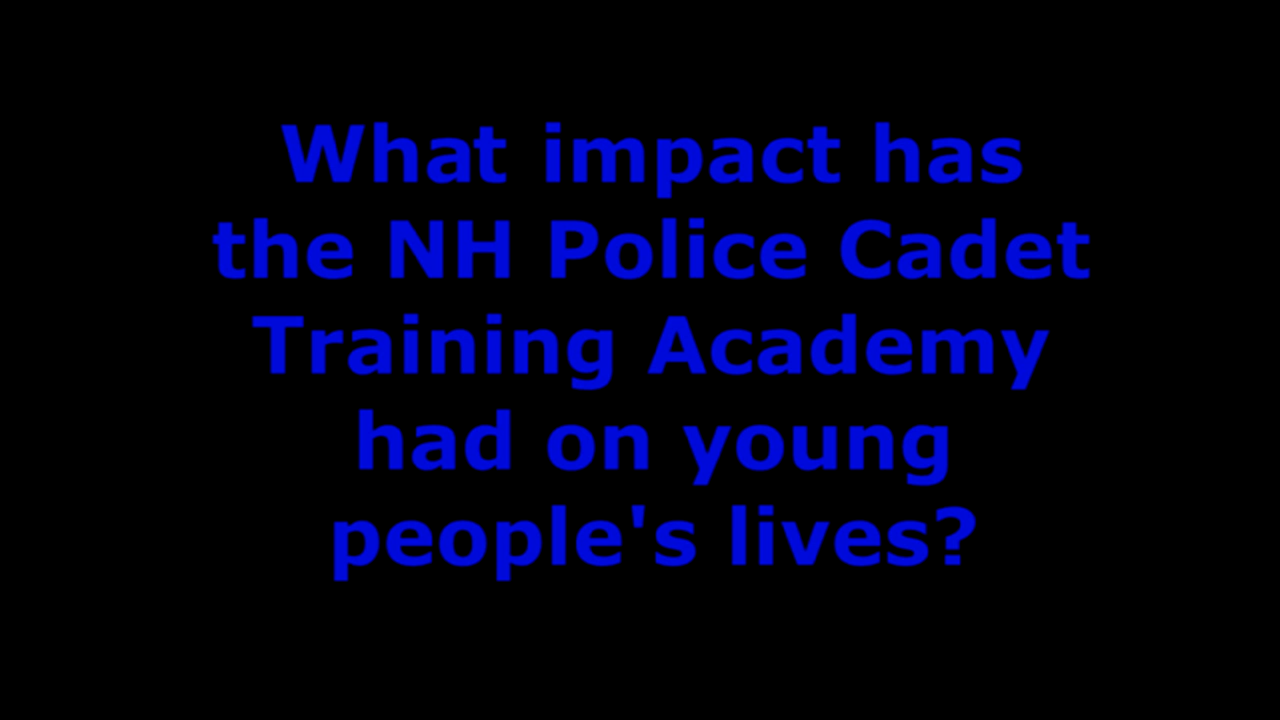 What impact has
the NH Police Cadet
Training Academy
had on young
people's lives?